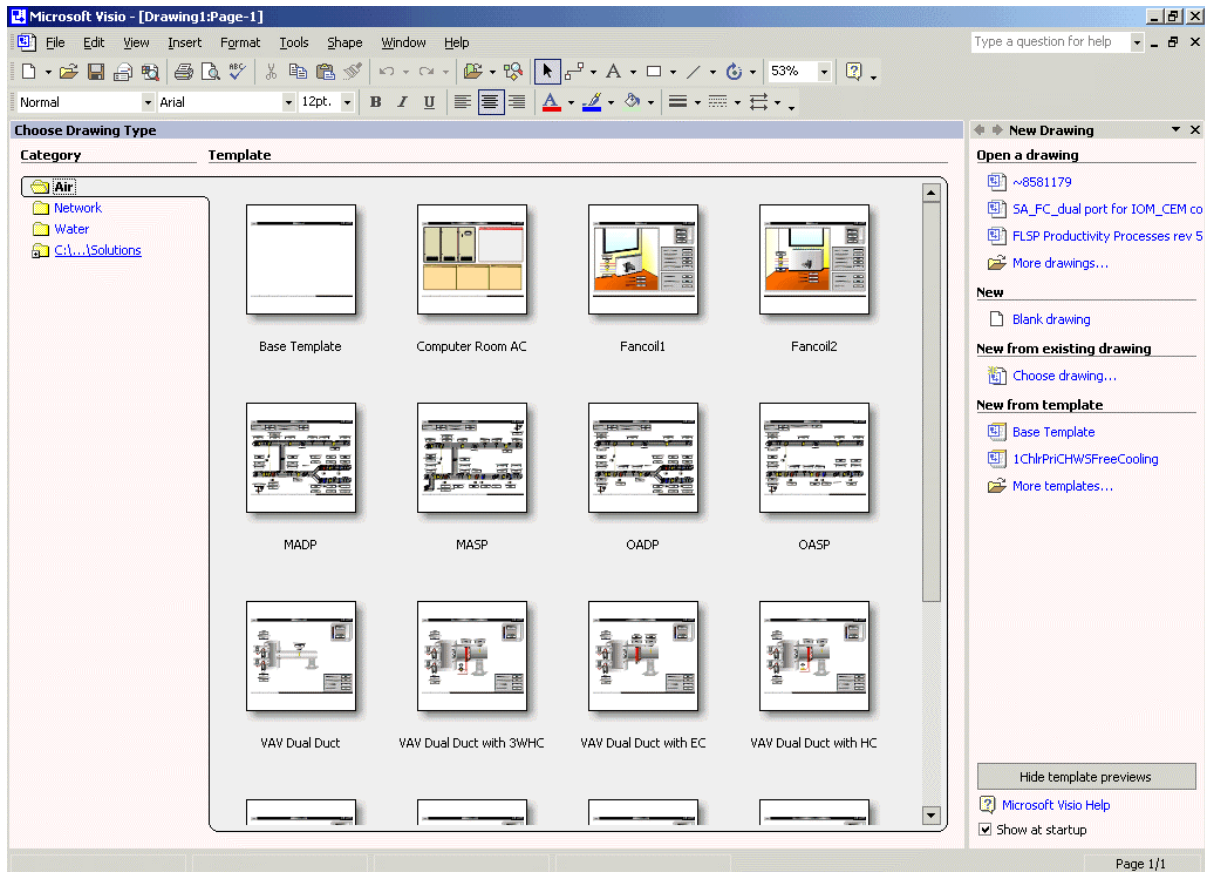 Microsoft Visio - [Drawing1:Page-1]
File Edit View Insert Format Tools Shape Window Help
Type a question for help
53%
Normal Arial 12pt. B I U
Choose Drawing Type
Category Template
Air
Network
Water
C:\...\Solutions
Base Template Computer Room AC Fancoil1 Fancoil2
MADP MASP OADP OASP
VAV Dual Duct VAV Dual Duct with 3WHC VAV Dual Duct with EC VAV Dual Duct with HC
New Drawing
Open a drawing
~8581179
SA_FC_dual port for IOM_CEM co
FLSP Productivity Processes rev 5
More drawings...
New
Blank drawing
New from existing drawing
Choose drawing...
New from template
Base Template
1ChlrPriCHWSFreeCooling
More templates...
Hide template previews
Microsoft Visio Help
Show at startup
Page 1/1